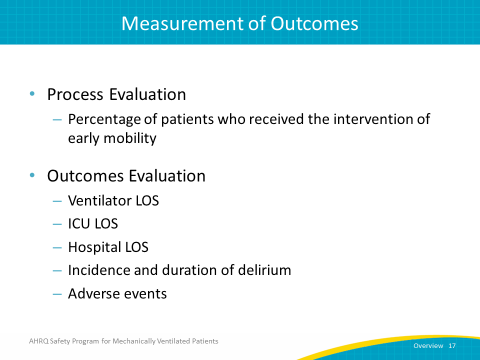 Measurement of Outcomes
• Process Evaluation
– Percentage of patients who received the intervention of
early mobility
• Outcomes Evaluation
– Ventilator LOS
– ICU LOS
– Hospital LOS
– Incidence and duration of delirium
– Adverse events
AHRQ Safety Program for Mechanically Ventilated Patients
Overview 17